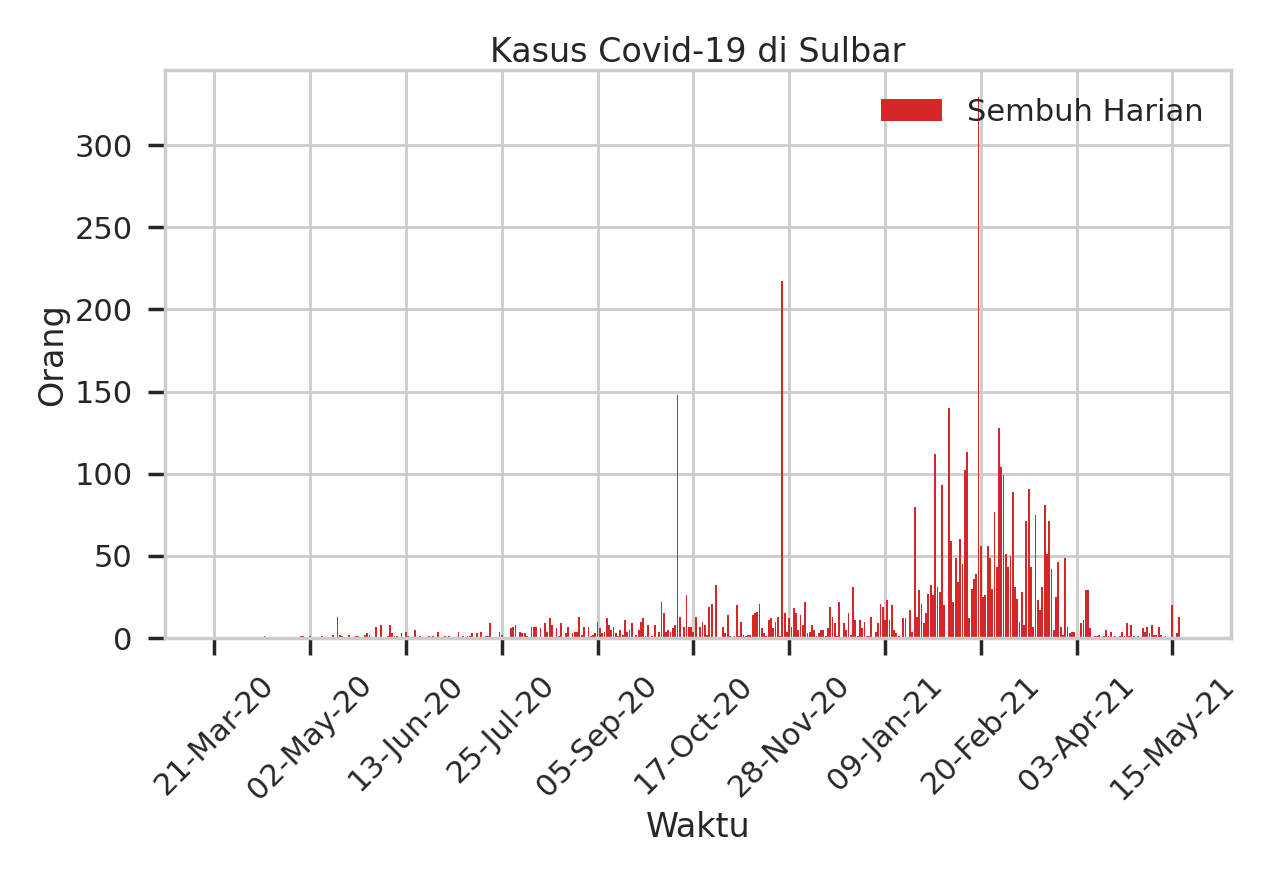 Kasus Covid-19 di Sulbar
Sembuh Harian
Orang
300
250
200
150
100
50
0
21-Mar-20
02-May-20
13-Jun-20
25-Jul-20
05-Sep-20
17-Oct-20
28-Nov-20
09-Jan-21
20-Feb-21
03-Apr-21
15-May-21
Waktu